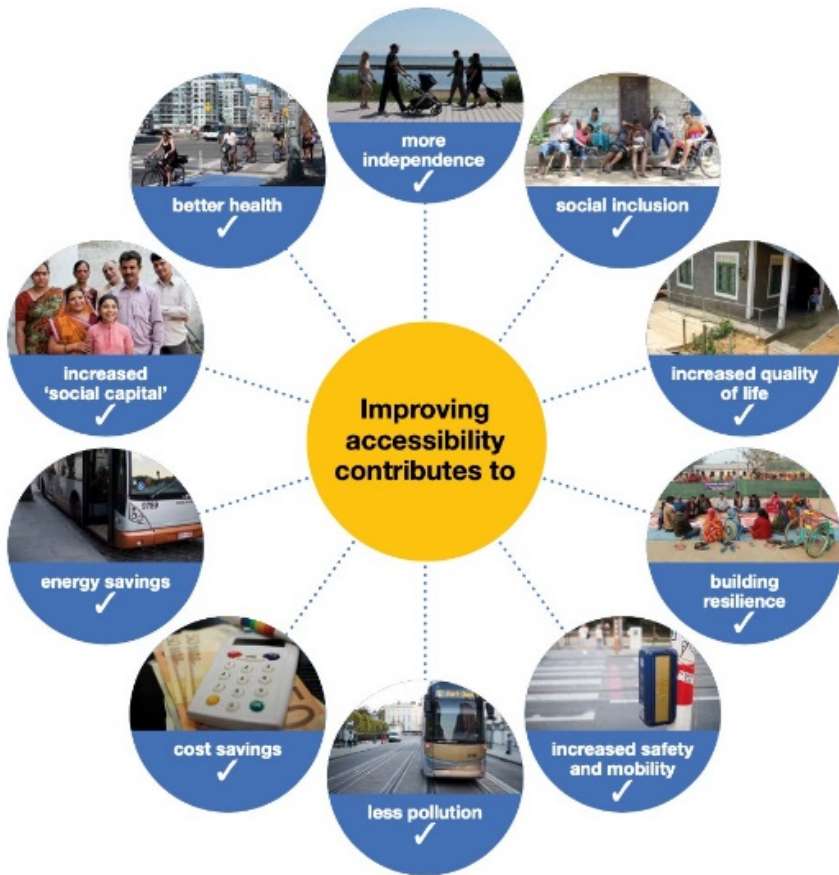 more
independence
✓
social inclusion
✓
increased quality
of life
✓
building
resilience
✓
increased safety
and mobility
✓
less pollution
✓
cost savings
✓
energy savings
✓
increased
‘social capital’
✓
better health
✓
Improving
accessibility
contributes to